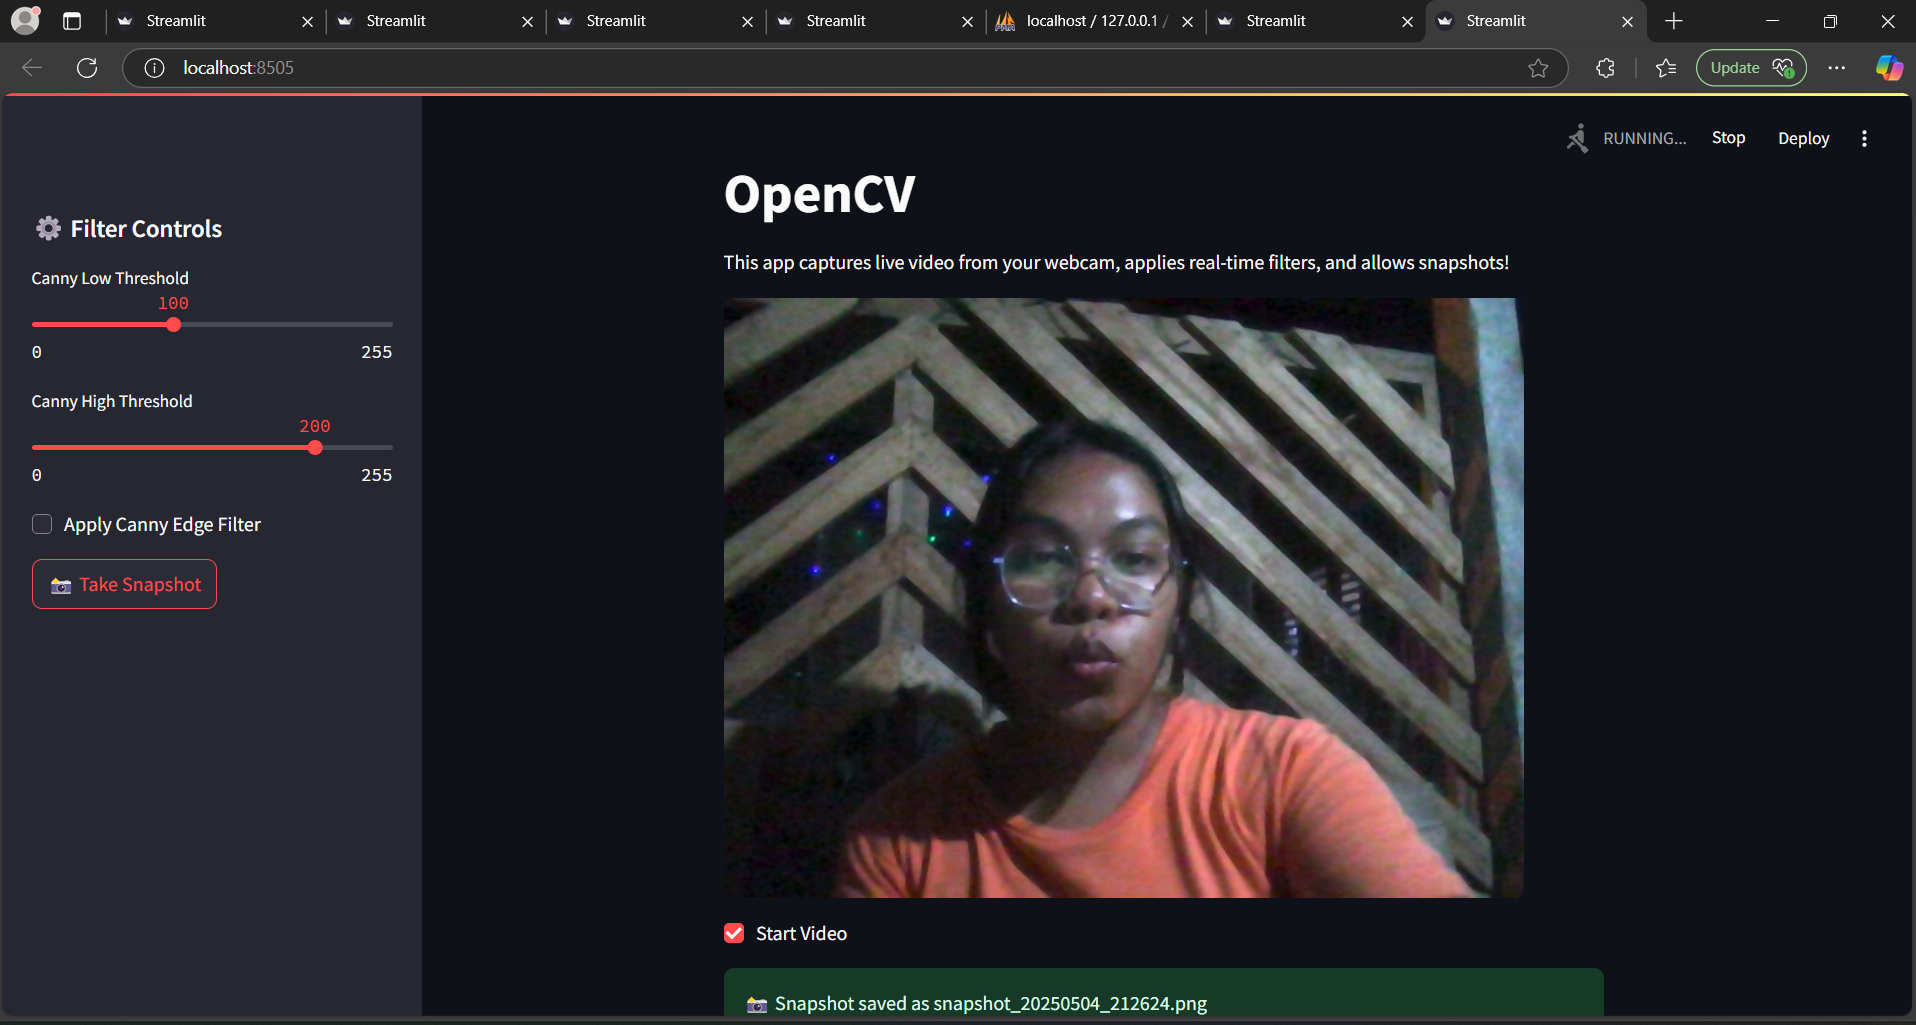 Streamlit
Streamlit
Streamlit
Streamlit
localhost / 127.0.0.1 /
Streamlit
Streamlit
localhost:8505
Update
RUNNING...
Stop
Deploy
OpenCV
This app captures live video from your webcam, applies real-time filters, and allows snapshots!
Filter Controls
Canny Low Threshold
100
0
255
Canny High Threshold
200
0
255
Apply Canny Edge Filter
Take Snapshot
Start Video
Snapshot saved as snapshot_20250504_212624.png